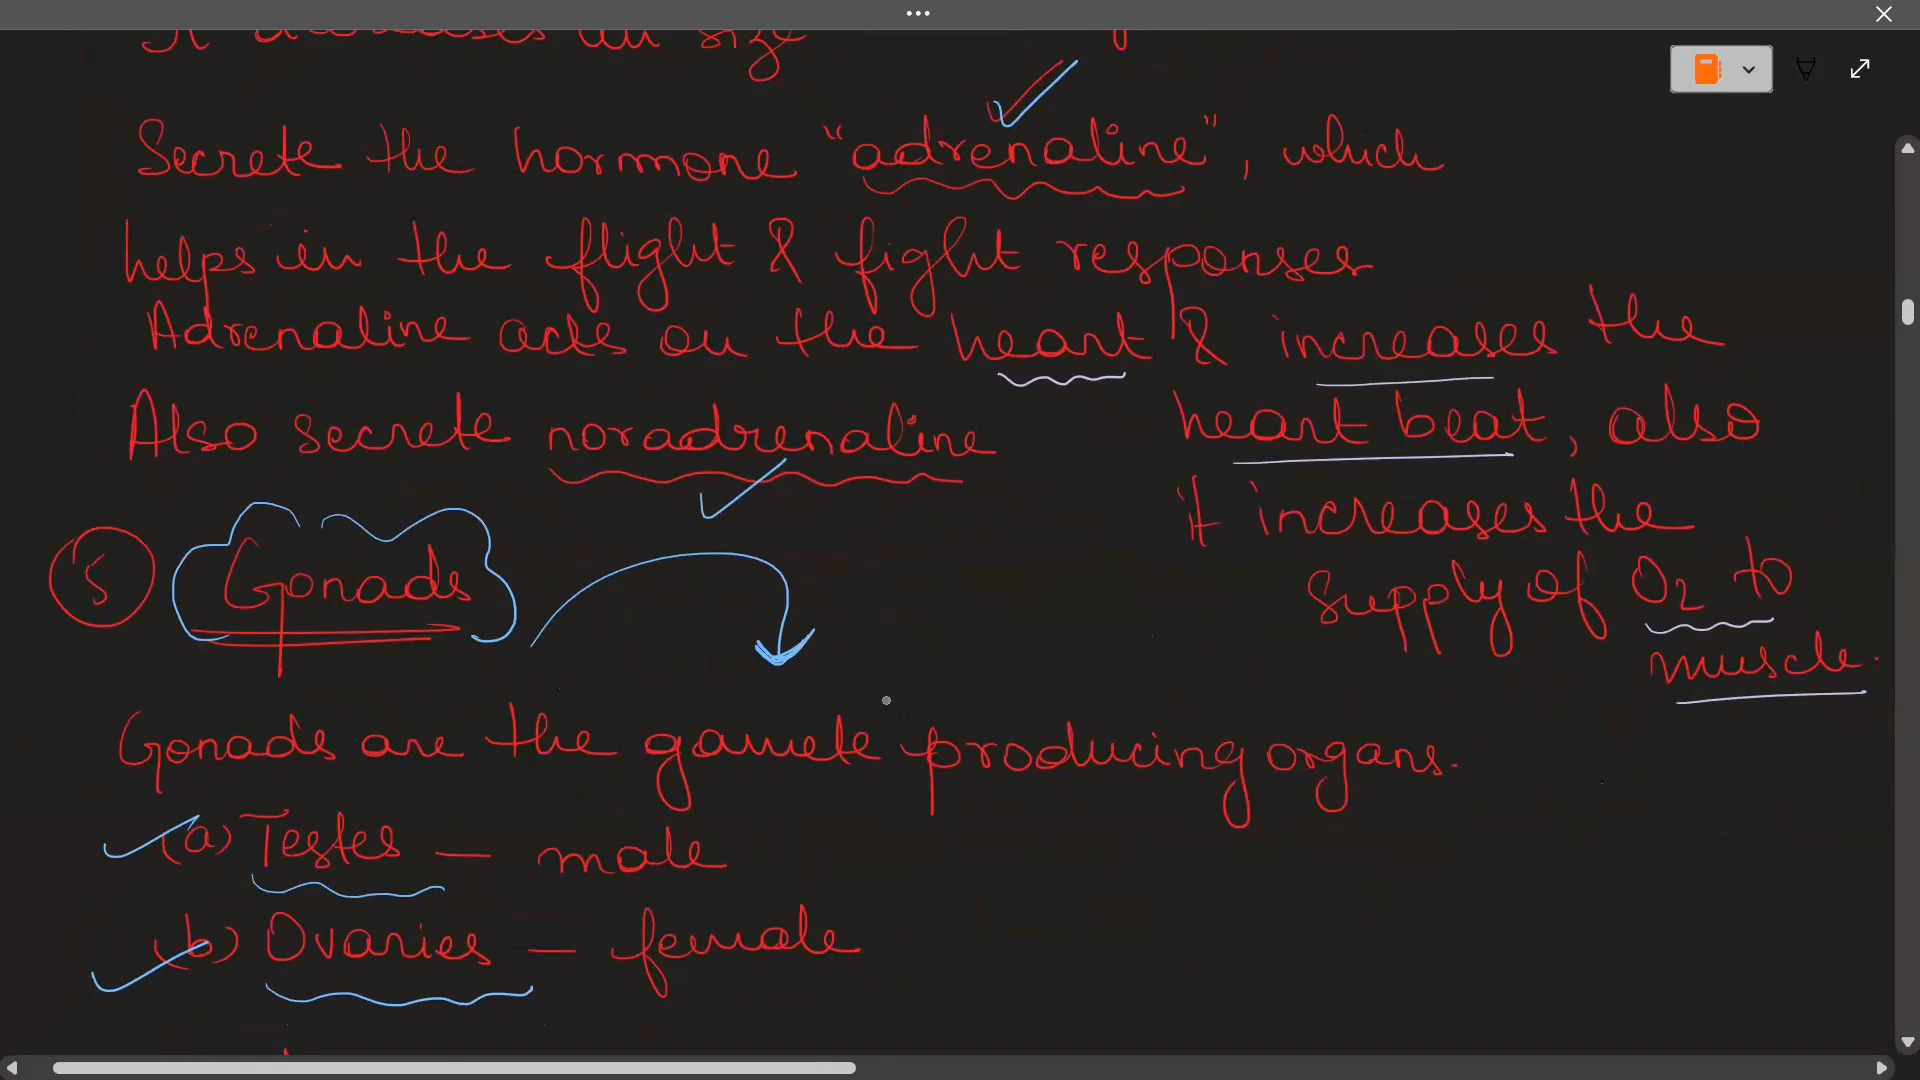 size
Secrete the hormone "adrenaline", which
helps in the flight & fight responses
Adrenaline acts on the heart & increases the
heart beat, also
Also secrete noradrenaline
it increases the
supply of O2 to
muscle.
5 Gonads
Gonads are the gamete producing organs.
(a) Testes — male
(b) Ovaries — female